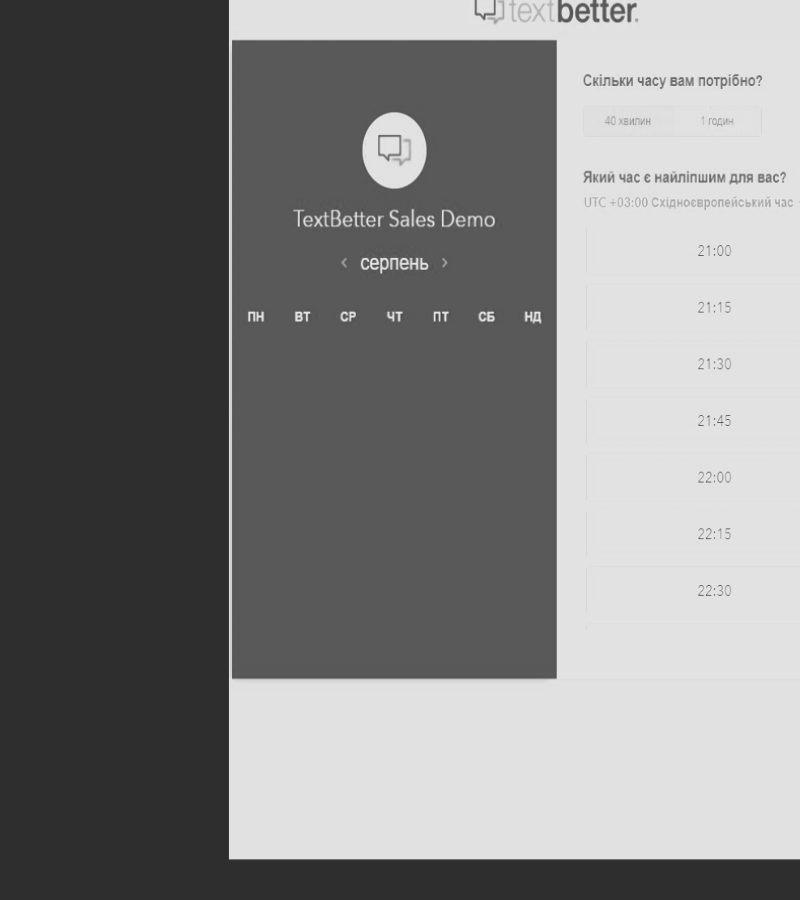 textbetter.
TextBetter Sales Demo
‹ серпень ›
ПН ВТ СР ЧТ ПТ СБ НД
Скільки часу вам потрібно?
40 хвилин 1 годин
Який час є найліпшим для вас?
UTC +03:00 Східноєвропейський час
21:00
21:15
21:30
21:45
22:00
22:15
22:30